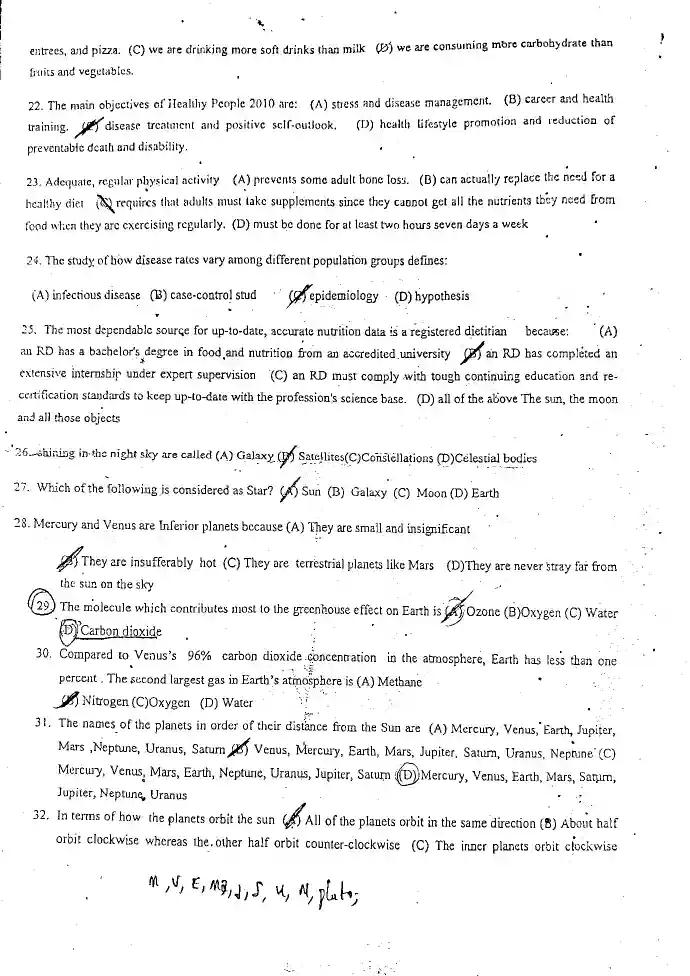 entrees, and pizza. (C) we are drinking more soft drinks than milk (D) we are consuming more carbohydrate than
fruits and vegetables.
22. The main objectives of Healthy People 2010 are: (A) stress and disease management. (B) career and health
training. (C) disease treatment and positive self-outlook. (D) health lifestyle promotion and reduction of
preventable death and disability.
23. Adequate, regular physical activity (A) prevents some adult bone loss. (B) can actually replace the need for a
healthy diet (C) requires that adults must take supplements since they cannot get all the nutrients they need from
food when they are exercising regularly. (D) must be done for at least two hours seven days a week
24. The study of how disease rates vary among different population groups defines:
(A) infectious disease (B) case-control stud (C) epidemiology (D) hypothesis
25. The most dependable source for up-to-date, accurate nutrition data is a registered dietitian because: (A)
an RD has a bachelor's degree in food and nutrition from an accredited university (B) an RD has completed an
extensive internship under expert supervision (C) an RD must comply with tough continuing education and re-
certification standards to keep up-to-date with the profession's science base. (D) all of the above The sun, the moon
and all those objects
26. shining in the night sky are called (A) Galaxy (B) Satellites(C)Constellations (D)Celestial bodies
27. Which of the following is considered as Star? (A) Sun (B) Galaxy (C) Moon (D) Earth
28. Mercury and Venus are Inferior planets because (A) They are small and insignificant
(B) They are insufferably hot (C) They are terrestrial planets like Mars (D)They are never stray far from
the sun on the sky
29. The molecule which contributes most to the greenhouse effect on Earth is (A) Ozone (B)Oxygen (C) Water
(D) Carbon dioxide
30. Compared to Venus's 96% carbon dioxide concentration in the atmosphere, Earth has less than one
percent . The second largest gas in Earth's atmosphere is (A) Methane
(B) Nitrogen (C)Oxygen (D) Water
31. The names of the planets in order of their distance from the Sun are (A) Mercury, Venus, Earth, Jupiter,
Mars ,Neptune, Uranus, Saturn (B) Venus, Mercury, Earth, Mars, Jupiter, Saturn, Uranus, Neptune (C)
Mercury, Venus, Mars, Earth, Neptune, Uranus, Jupiter, Saturn (D)Mercury, Venus, Earth, Mars, Saturn,
Jupiter, Neptune, Uranus
32. In terms of how the planets orbit the sun (A) All of the planets orbit in the same direction (B) About half
orbit clockwise whereas the other half orbit counter-clockwise (C) The inner planets orbit clockwise
M, V, E, Ma, J, S, U, N, pluto,